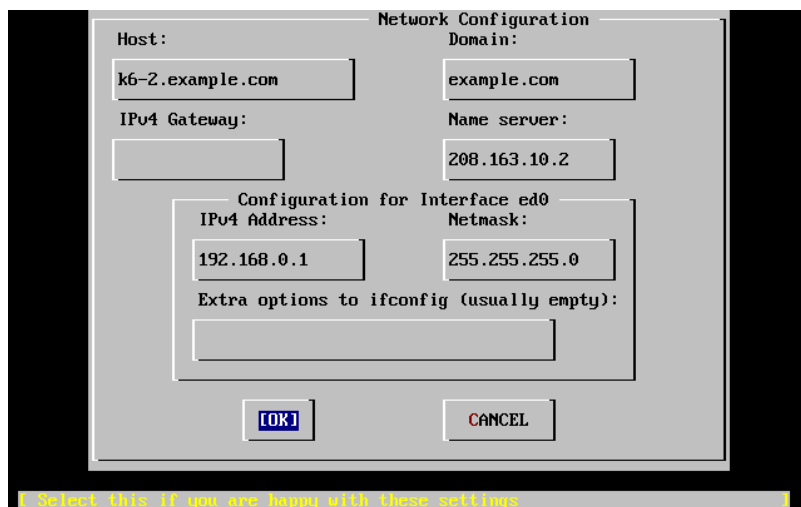 Network Configuration
Host: Domain:
k6-2.example.com example.com
IPv4 Gateway: Name server:
208.163.10.2
Configuration for Interface ed0
IPv4 Address: Netmask:
192.168.0.1 255.255.255.0
Extra options to ifconfig (usually empty):
[OK] CANCEL
[ Select this if you are happy with these settings ]